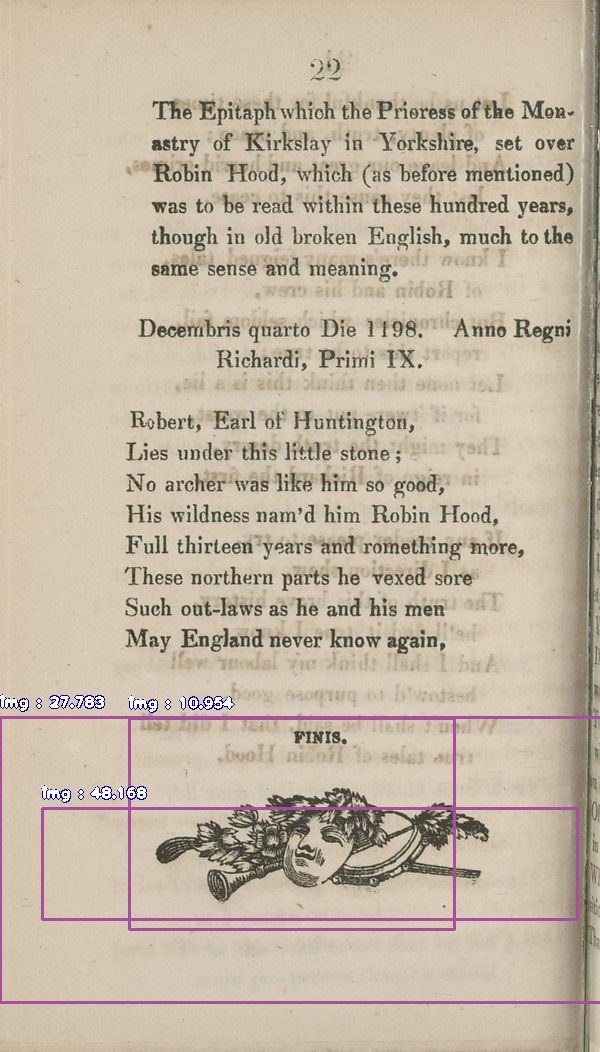 22
The Epitaph which the Prioress of the Mon-
astry of Kirkslay in Yorkshire, set over
Robin Hood, which (as before mentioned)
was to be read within these hundred years,
though in old broken English, much to the
same sense and meaning.
Decembris quarto Die 1198. Anno Regni
Richardi, Primi IX.
Robert, Earl of Huntington,
Lies under this little stone;
No archer was like him so good,
His wildness nam'd him Robin Hood,
Full thirteen years and romething more,
These northern parts he vexed sore
Such out-laws as he and his men
May England never know again,
img : 27.783 img : 10.954
FINIS.
img : 48.168